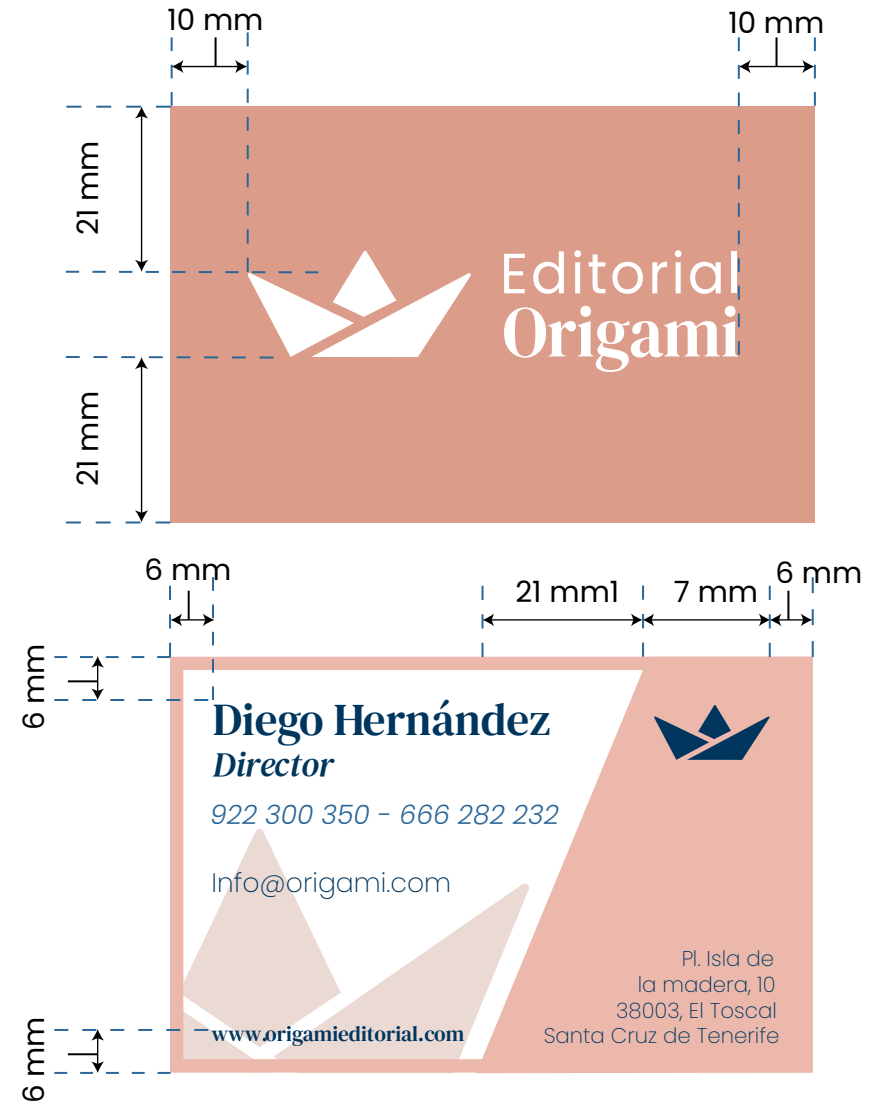 10 mm
10 mm
21 mm
Editorial
Origami
21 mm
6 mm
21 mm1
7 mm
6 mm
6 mm
Diego Hernández
Director
922 300 350 - 666 282 232
Info@origami.com
Pl. Isla de
la madera, 10
38003, El Toscal
Santa Cruz de Tenerife
www.origamieditorial.com
6 mm